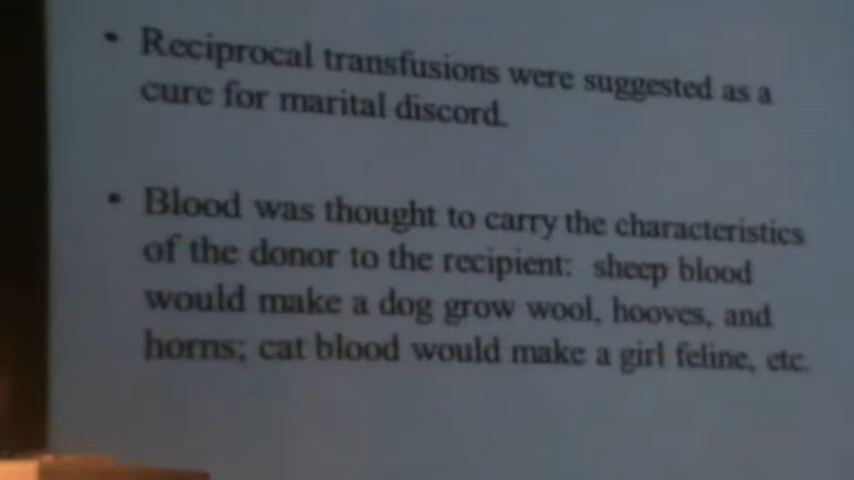 • Reciprocal transfusions were suggested as a
cure for marital discord.
• Blood was thought to carry the characteristics
of the donor to the recipient: sheep blood
would make a dog grow wool, hooves, and
horns; cat blood would make a girl feline, etc.